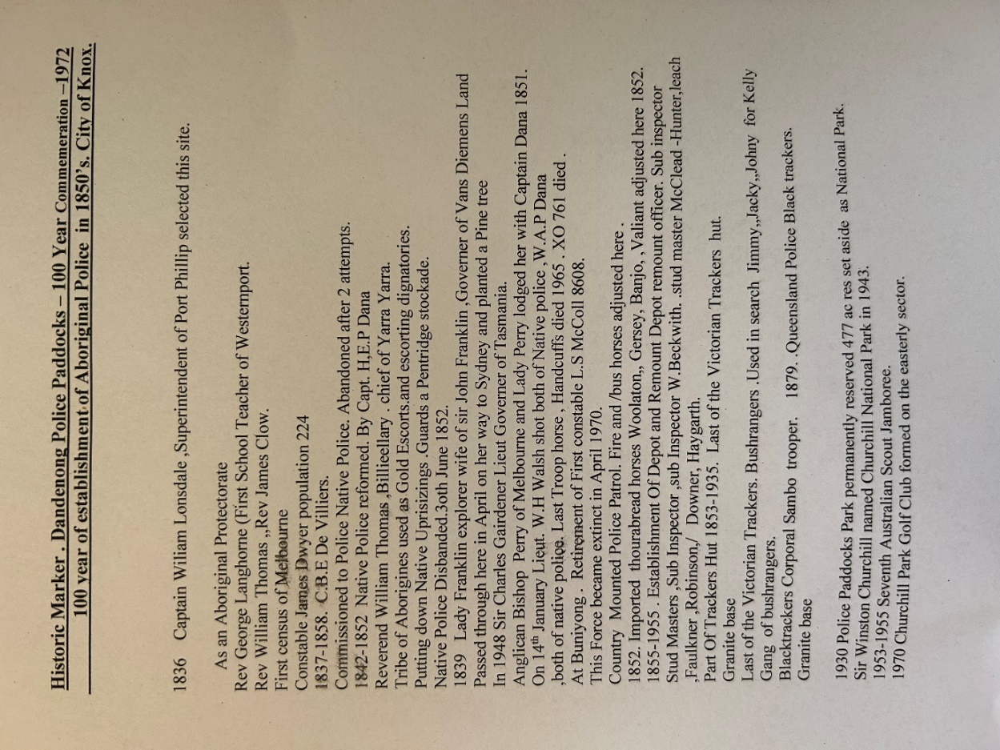 Historic Marker . Dandenong Police Paddocks – 100 Year Commemeration –1972
100 year of establishment of Aboriginal Police in 1850's. City of Knox.
1836 Captain Wiliam Lonsdale ,Superintendent of Port Phillip selected this site.
As an Aboriginal Protectorate
Rev George Langhorne (First School Teacher of Westernport.
Rev William Thomas ,,Rev James Clow.
First census of Melbourne
Constable James Dwyer population 224
1837-1858. C.B.E De Villiers.
Commissioned to Police Native Police. Abandoned after 2 attempts.
1842-1852 Native Police reformed. By Capt. H,E.P Dana
Reverend William Thomas ,Billieellary . chief of Yarra Yarra.
Tribe of Aborigines used as Gold Escorts.and escorting dignatories.
Putting down Native Uprisizings .Guards a Pentridge stockade.
Native Police Disbanded.3oth June 1852.
1839 Lady Franklin explorer wife of sir John Franklin ,Governer of Vans Diemens Land
Passed through here in April on her way to Sydney and planted a Pine tree
In 1948 Sir Charles Gairdener Lieut Governer of Tasmania.
Anglican Bishop Perry of Melbourne and Lady Perry lodged her with Captain Dana 1851.
On 14th January Lieut. W.H Walsh shot both of Native police ,W.A.P Dana
,both of native police. Last Troop horse , Handcuffs died 1965 . XO 761 died .
At Buniyong . Retirement of First constable L.S McColl 8608.
This Force became extinct in April 1970.
Country Mounted Police Patrol. Fire and /bus horses adjusted here .
1852. Imported thourabread horses Woolaton,, Gersey, Banjo, ,Valiant adjusted here 1852.
1855-1955 . Establishment Of Depot and Remount Depot remount officer. Sub inspector
Stud Masters ,Sub Inspector ,sub Inspector W.Beckwith. .stud master McClead -Hunter,leach
,Faulkner ,Robinson,/ Downer, Haygarth.
Part Of Trackers Hut 1853-1935. Last of the Victorian Trackers hut.
Granite base
Last of the Victorian Trackers. Bushrangers .Used in search Jimmy,,,Jacky,,Johny for Kelly
Gang of bushrangers.
Blacktrackers Corporal Sambo trooper. 1879. .Queensland Police Black trackers.
Granite base
1930 Police Paddocks Park permanently reserved 477 ac res set aside as National Park.
Sir Winston Churchill named Churchill National Park in 1943.
1953-1955 Seventh Australian Scout Jamboree.
1970 Churchill Park Golf Club formed on the easterly sector.